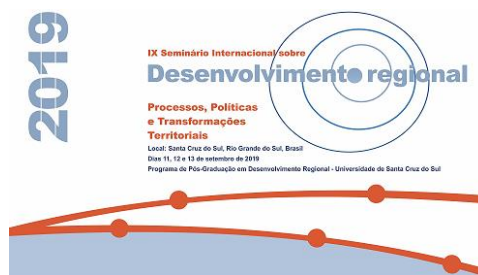 2019
IX Seminário Internacional sobre
Desenvolvimento regional
Processos, Políticas
e Transformações
Territoriais
Local: Santa Cruz do Sul, Rio Grande do Sul, Brasil
Dias 11, 12 e 13 de setembro de 2019
Programa de Pós-Graduação em Desenvolvimento Regional - Universidade de Santa Cruz do Sul